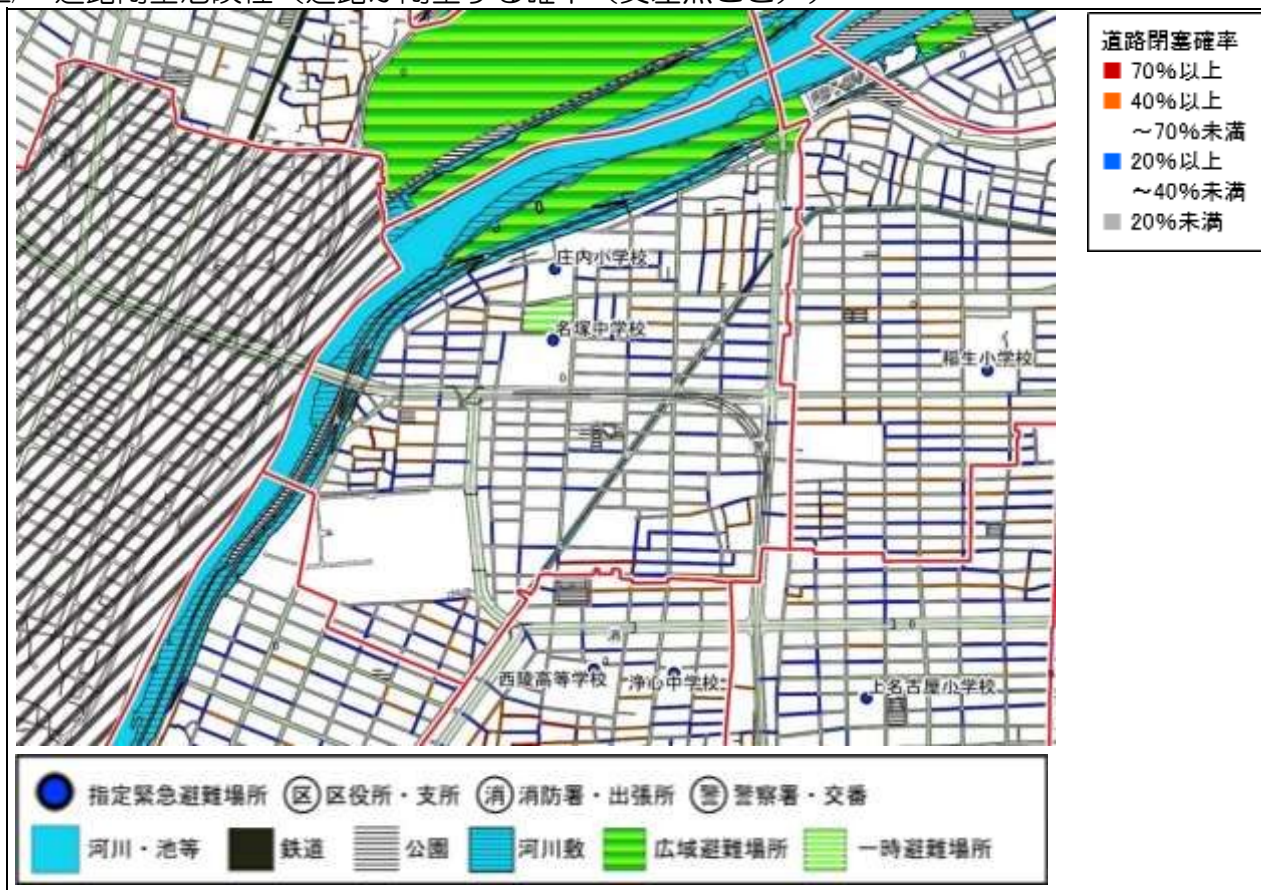 道路閉塞確率
70%以上
40%以上
~70%未満
20%以上
~40%未満
20%未満
庄内小学校
名塚中学校
稲生小学校
消
西陵高等学校
浄心中学校
上名古屋小学校
指定緊急避難場所 区 区役所・支所 消 消防署・出張所 警 警察署・交番
河川・池等 鉄道 公園 河川敷 広域避難場所 一時避難場所